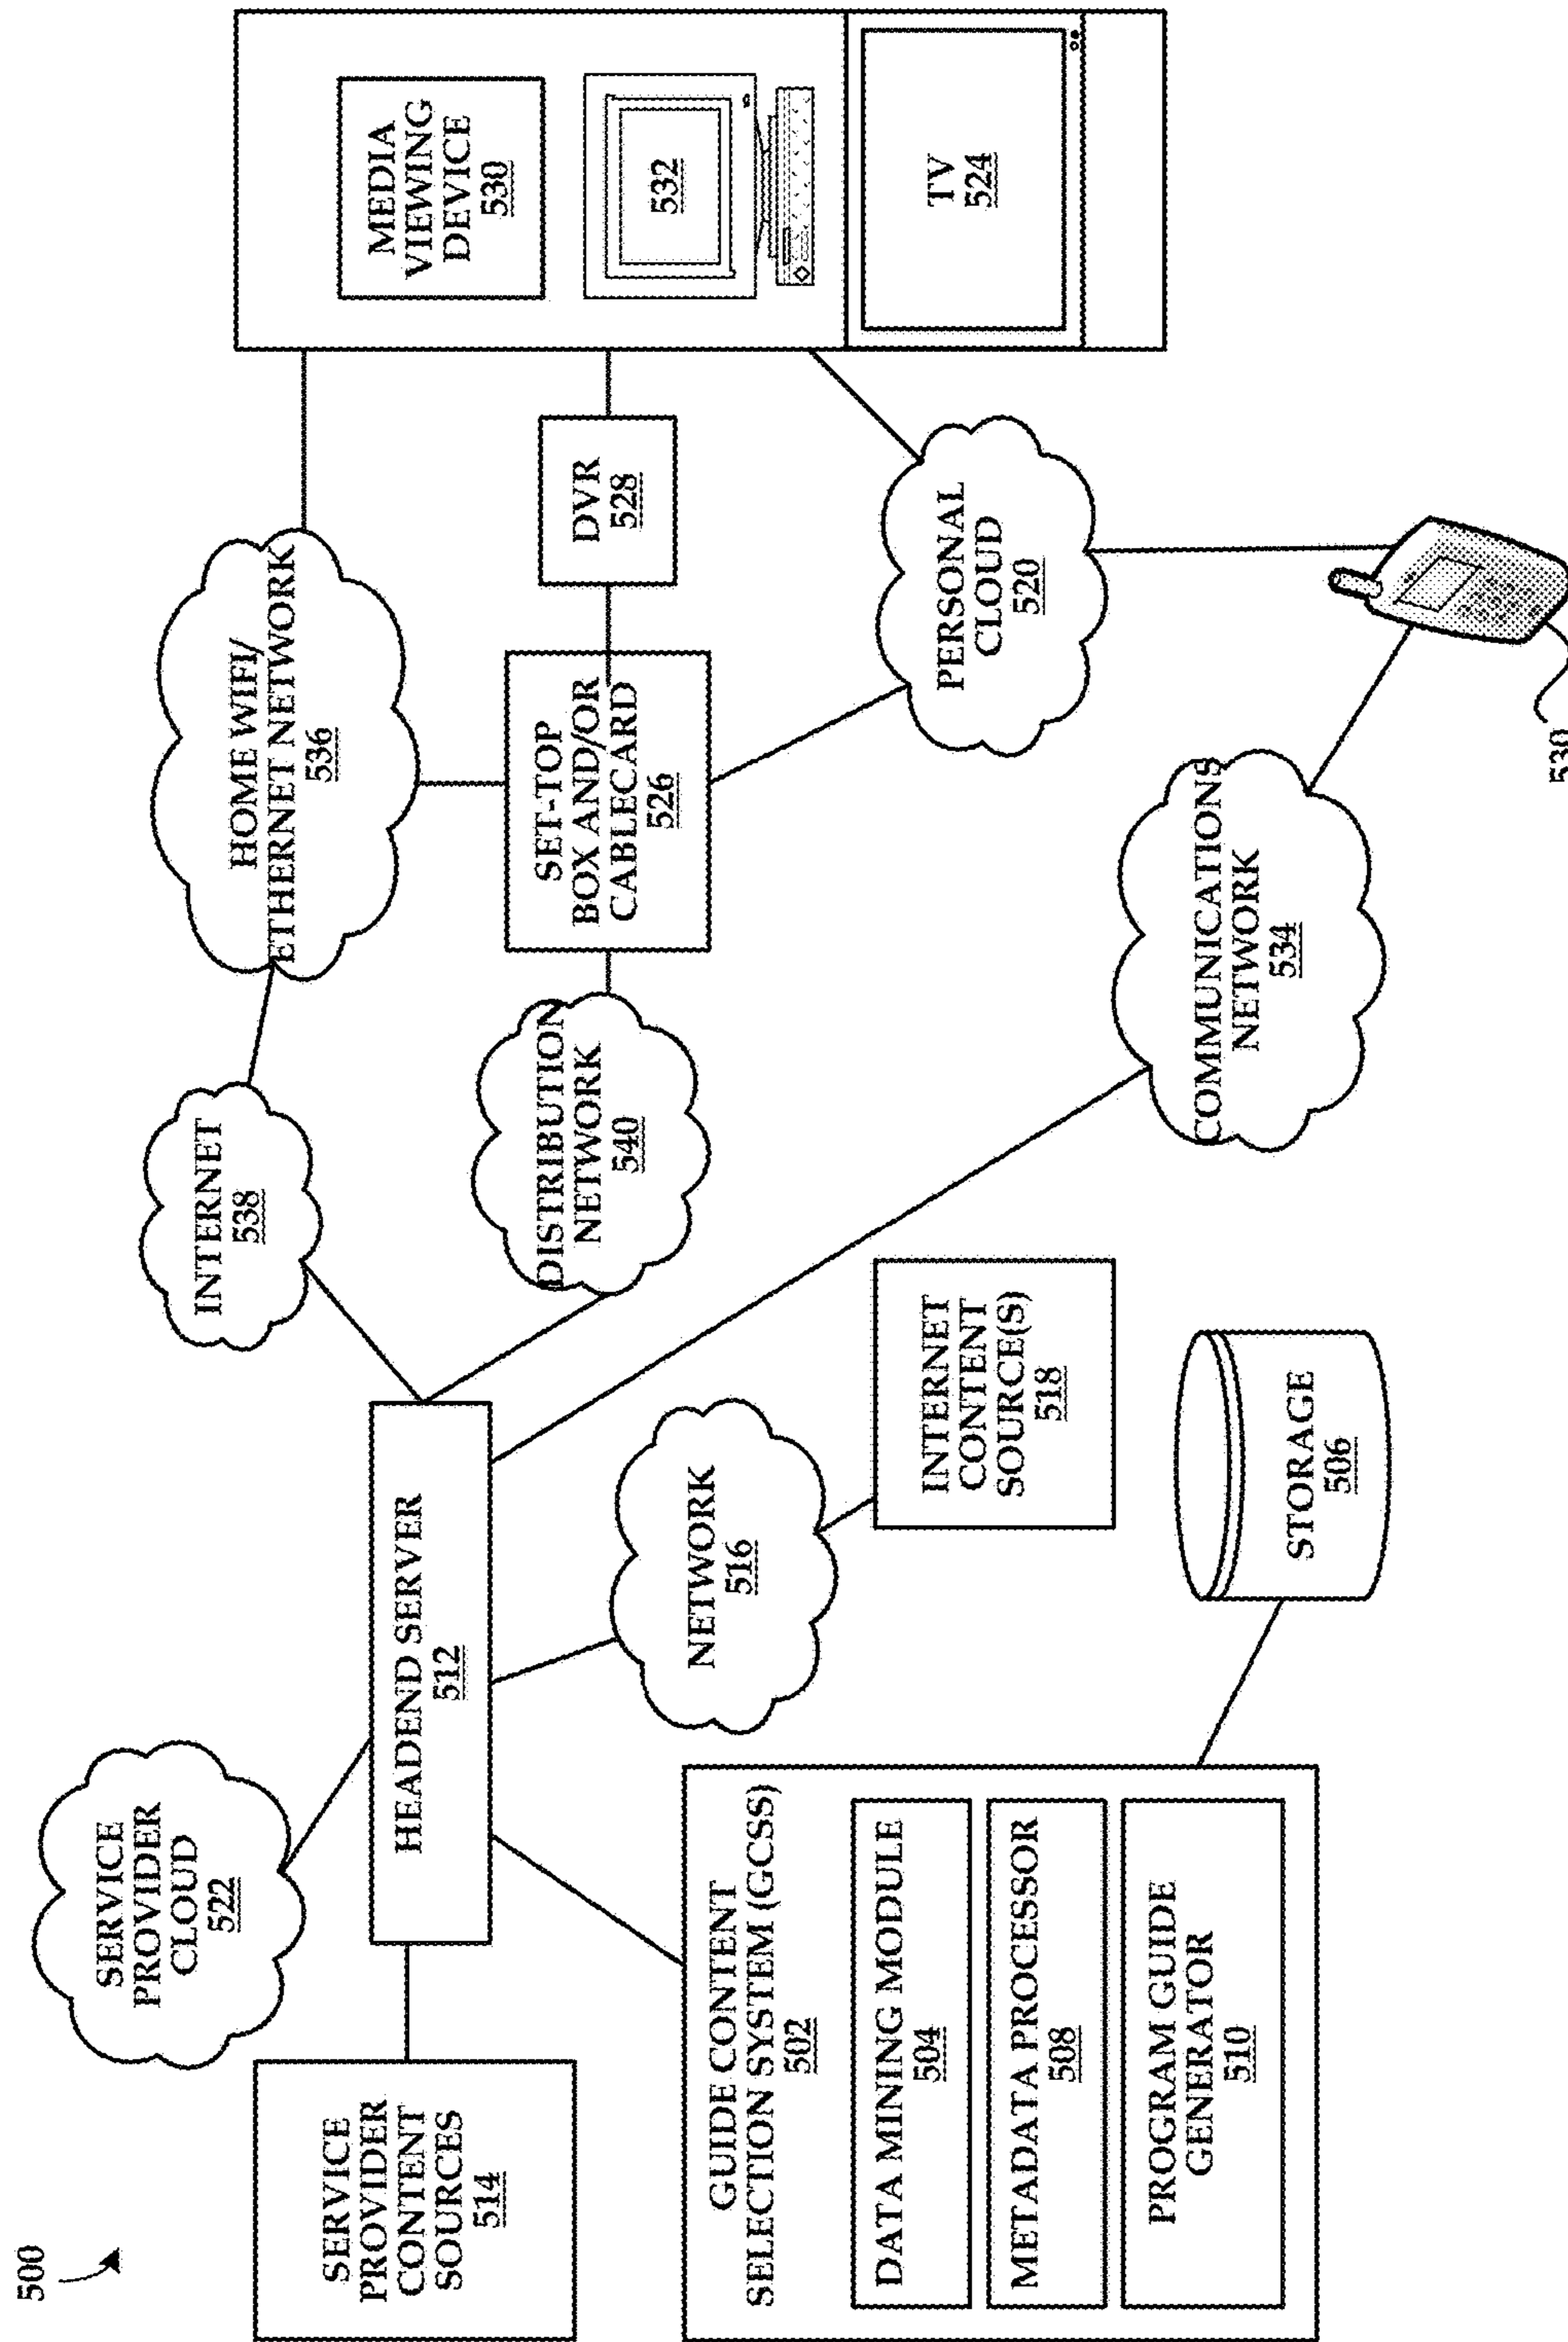 500
SERVICE
PROVIDER
CONTENT
SOURCES
514
SERVICE
PROVIDER
CLOUD
522
HEADEND SERVER
512
GUIDE CONTENT
SELECTION SYSTEM (GCSS)
502
DATA MINING MODULE
504
METADATA PROCESSOR
508
PROGRAM GUIDE
GENERATOR
510
STORAGE
506
NETWORK
516
INTERNET
CONTENT
SOURCE(S)
518
INTERNET
538
DISTRIBUTION
NETWORK
540
HOME WIFI/
ETHERNET NETWORK
536
SET-TOP
BOX AND/OR
CABLECARD
526
DVR
528
PERSONAL
CLOUD
520
COMMUNICATIONS
NETWORK
534
530
MEDIA
VIEWING
DEVICE
530
532
TV
524